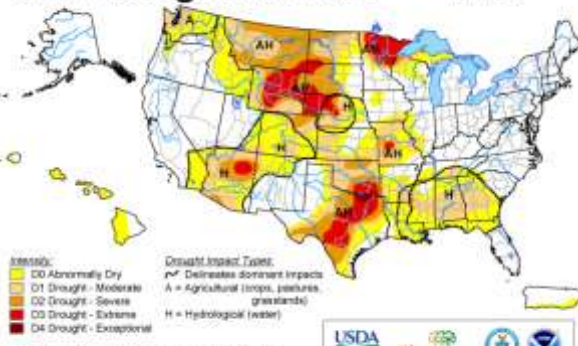 A
AH
AH
AH
H
H
H
AH
AH
H
Intensity:
D0 Abnormally Dry
D1 Drought - Moderate
D2 Drought - Severe
D3 Drought - Extreme
D4 Drought - Exceptional
Drought Impact Types:
Delineates dominant impacts
A = Agricultural (crops, pastures,
grasslands)
H = Hydrological (water)
USDA